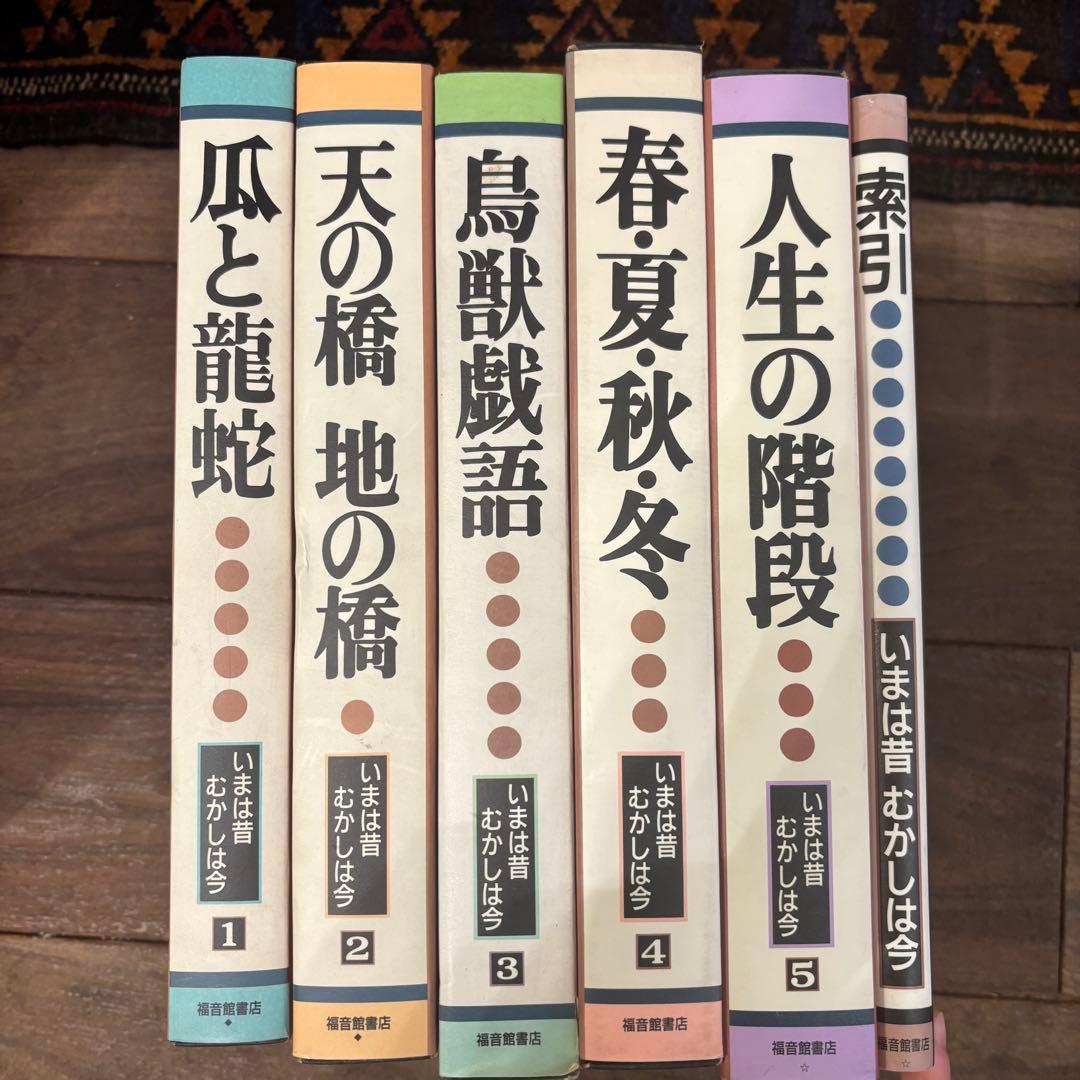 瓜と龍蛇
いまは昔
むかしは今
1
福音館書店
天の橋 地の橋
いまは昔
むかしは今
2
福音館書店
鳥獣戯語
いまは昔
むかしは今
3
福音館書店
春・夏・秋・冬
いまは昔
むかしは今
4
福音館書店
人生の階段
いまは昔
むかしは今
5
福音館書店
索引
いまは昔 むかしは今
福音館書店